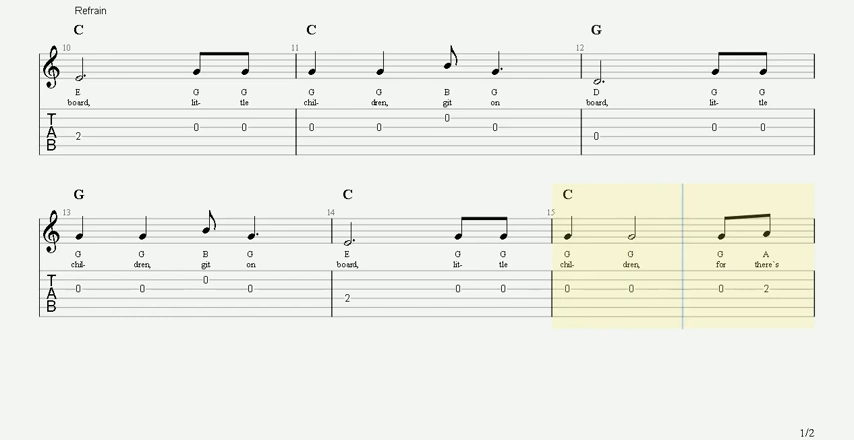 Refrain
C C G
10 11 12
E G G G G B G D G G
board, lit- tle chil- dren, git on board, lit- tle
T 0 0 0 0 0 0 0 0
A 2 0
B
G C C
13 14 15
G G B G E G G G G G A
chil- dren, git on board, lit- tle chil- dren, for there's
T 0 0 0 0 0 0 0 0 0 2
A 2
B
1/2